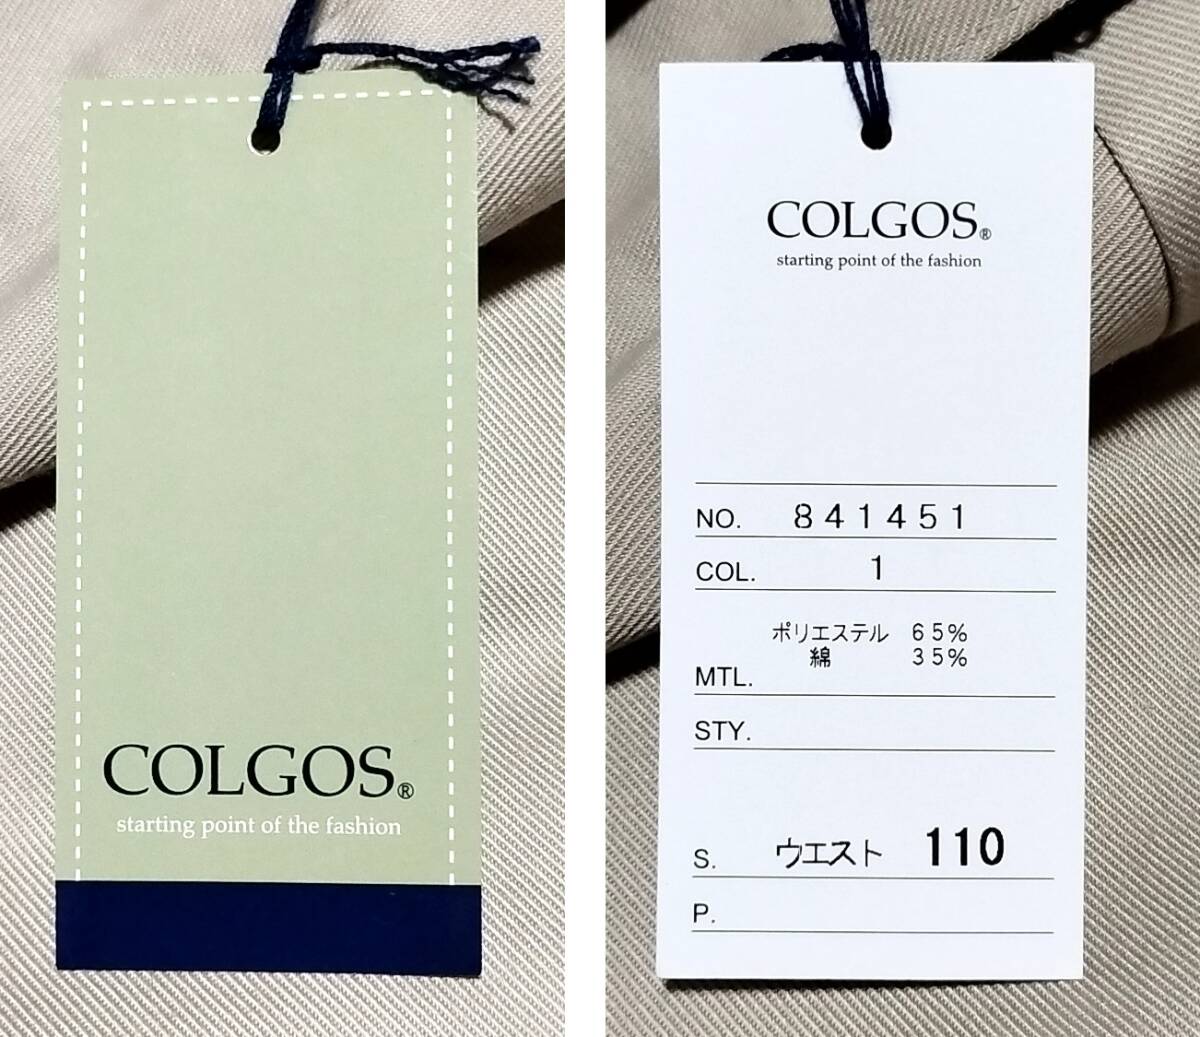 COLGOS®
starting point of the fashion
COLGOS®
starting point of the fashion
NO. 841451
COL. 1
ポリエステル 65%
綿 35%
MTL.
STY.
S. ウエスト 110
P.